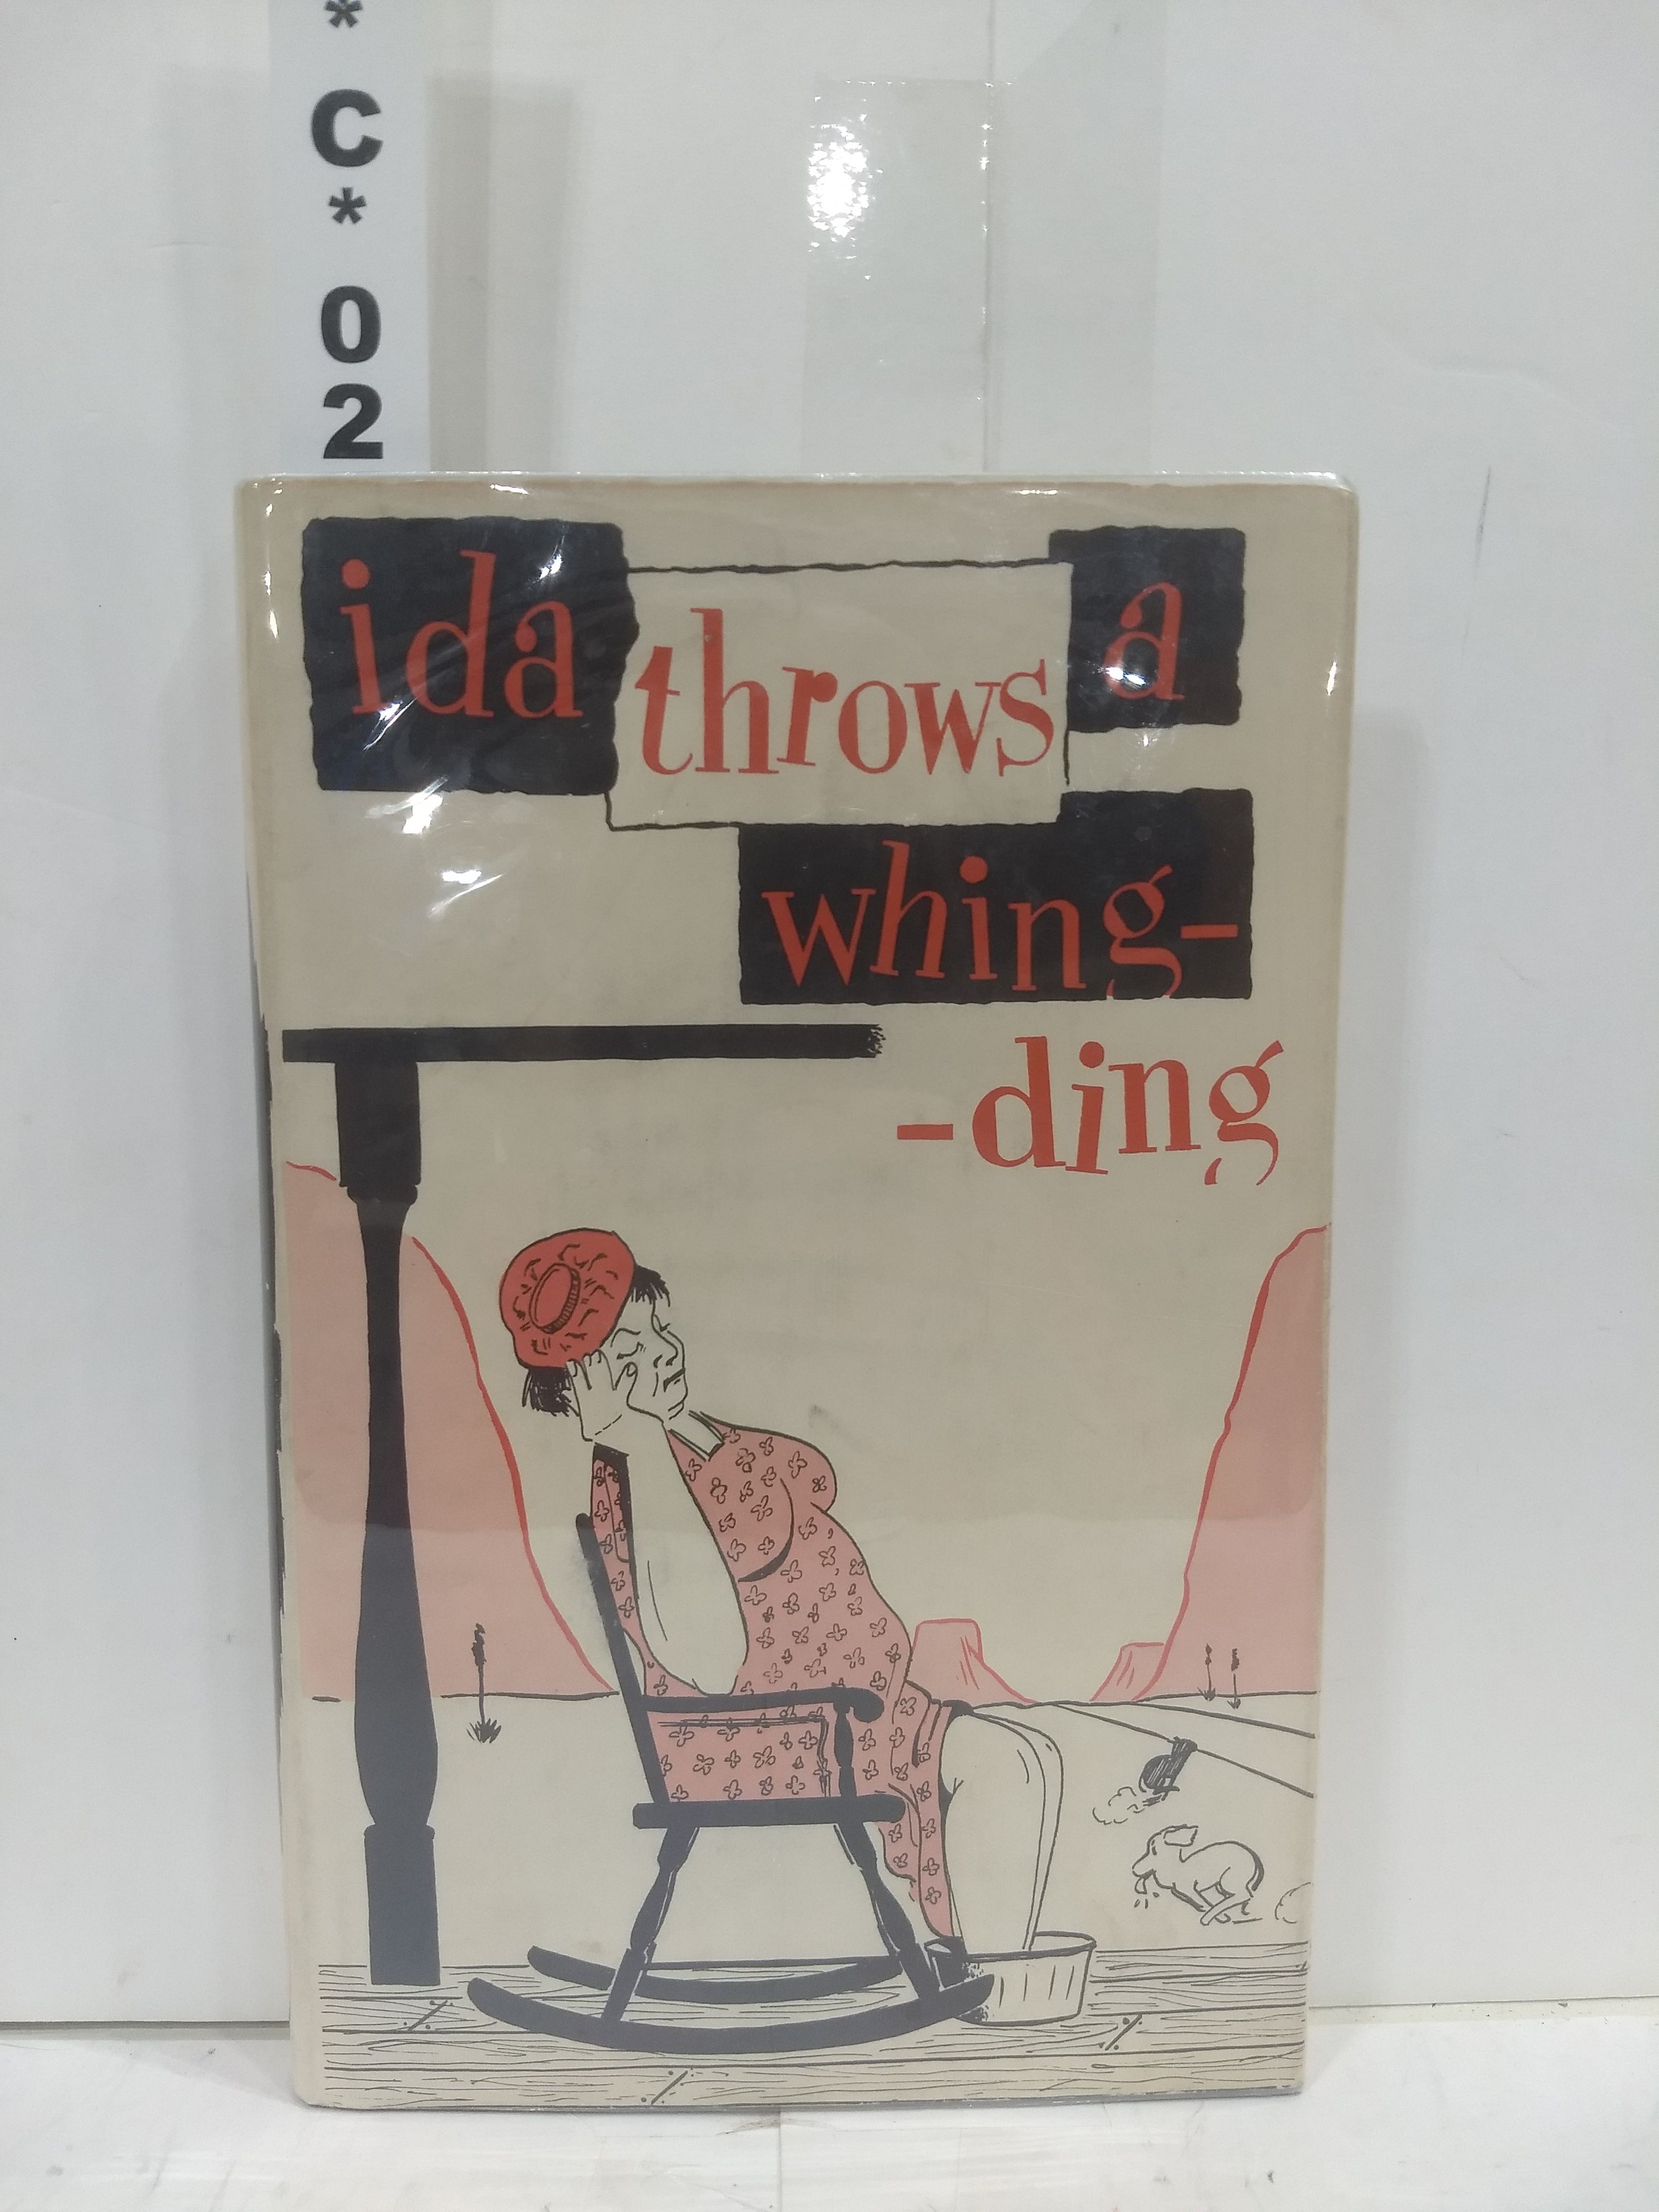 *
C
*
0
2
ida throws a
whing-
-ding